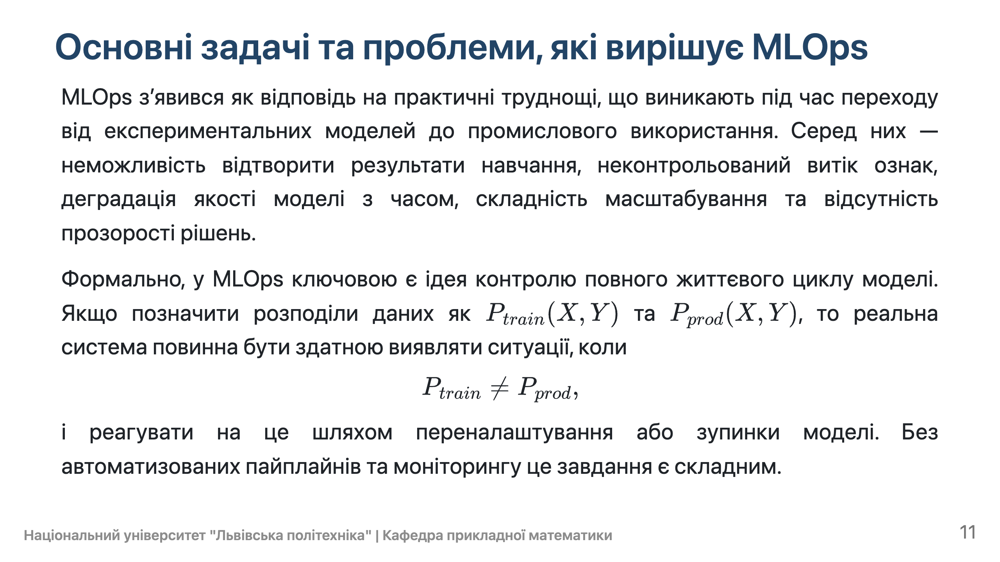 Основні задачі та проблеми, які вирішує MLOps
MLOps з’явився як відповідь на практичні труднощі, що виникають під час переходу
від експериментальних моделей до промислового використання. Серед них —
неможливість відтворити результати навчання, неконтрольований витік ознак,
деградація якості моделі з часом, складність масштабування та відсутність
прозорості рішень.
Формально, у MLOps ключовою є ідея контролю повного життєвого циклу моделі.
Якщо позначити розподіли даних як $P_{train}(X, Y)$ та $P_{prod}(X, Y)$, то реальна
система повинна бути здатною виявляти ситуації, коли
$P_{train} \neq P_{prod},$
і реагувати на це шляхом переналаштування або зупинки моделі. Без
автоматизованих пайплайнів та моніторингу це завдання є складним.
Національний університет "Львівська політехніка" | Кафедра прикладної математики
11